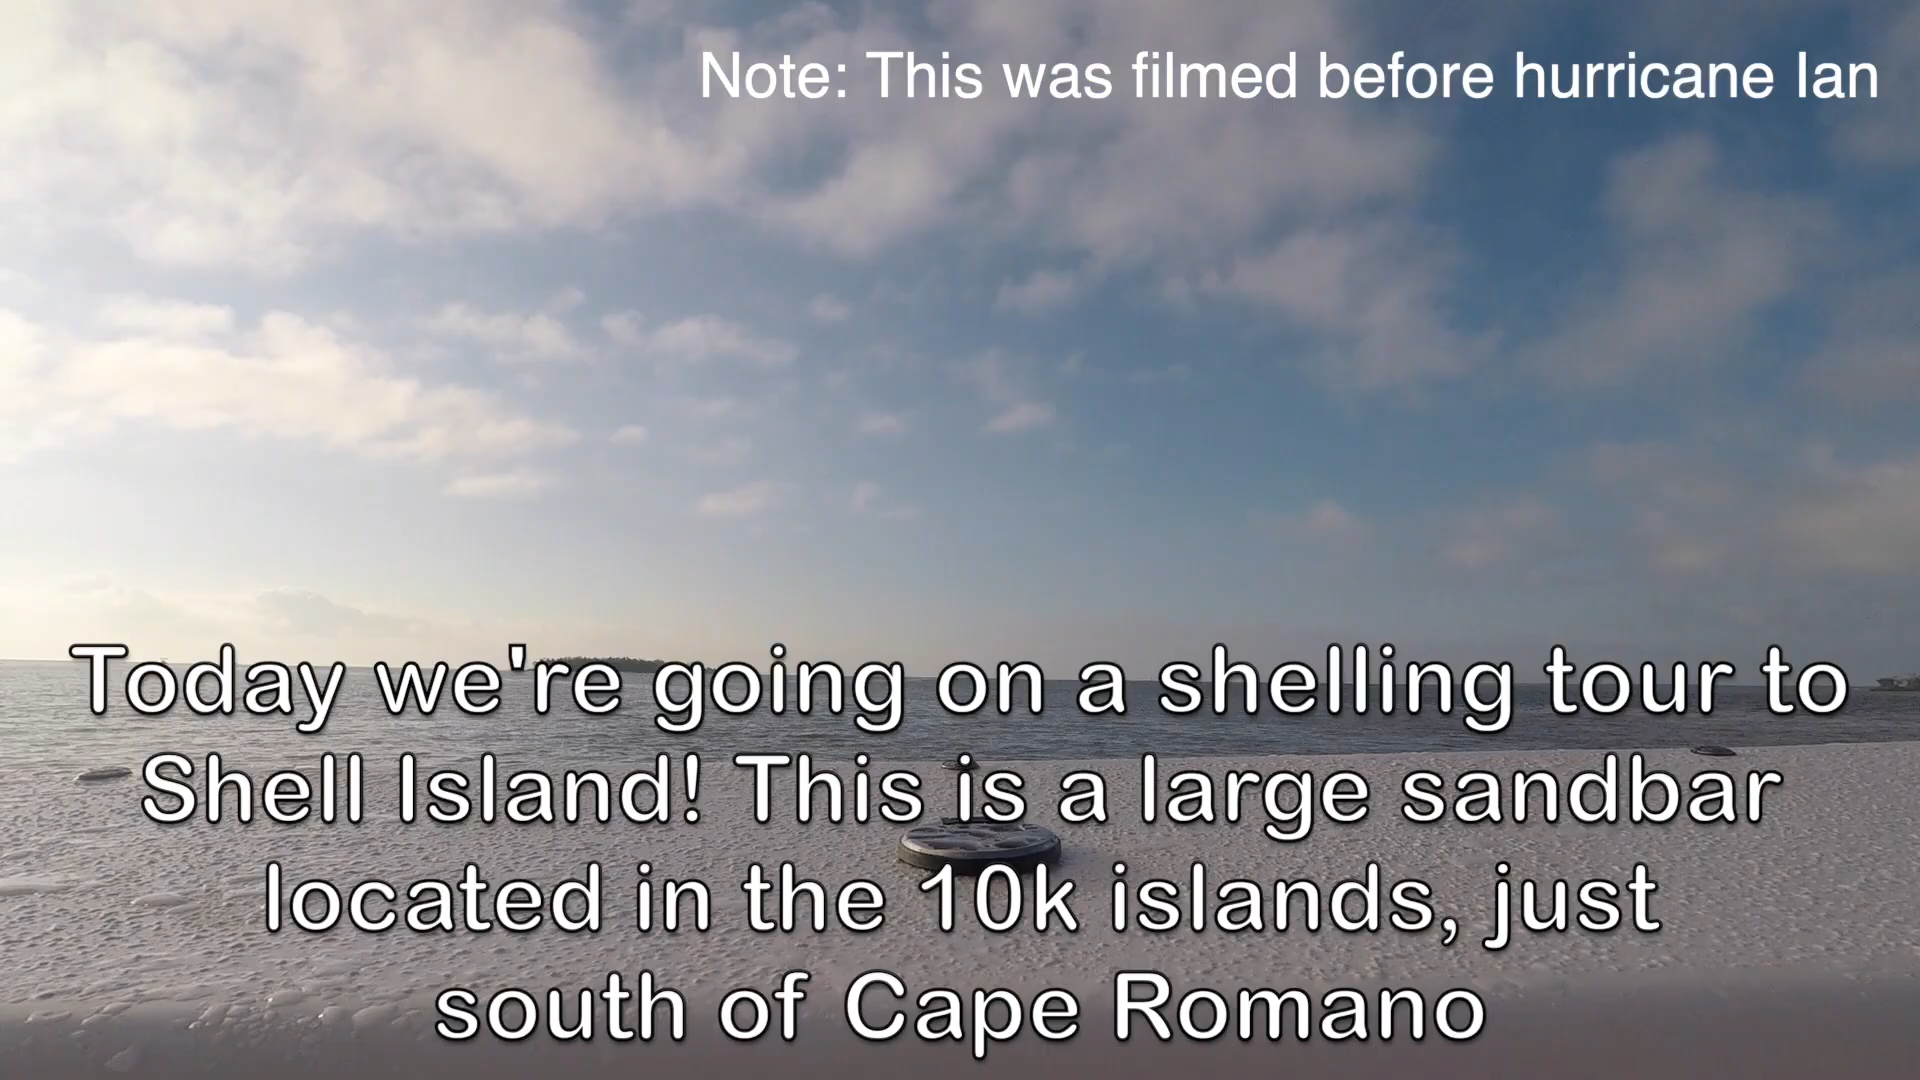 Note: This was filmed before hurricane Ian
Today we're going on a shelling tour to
Shell Island! This is a large sandbar
located in the 10k islands, just
south of Cape Romano